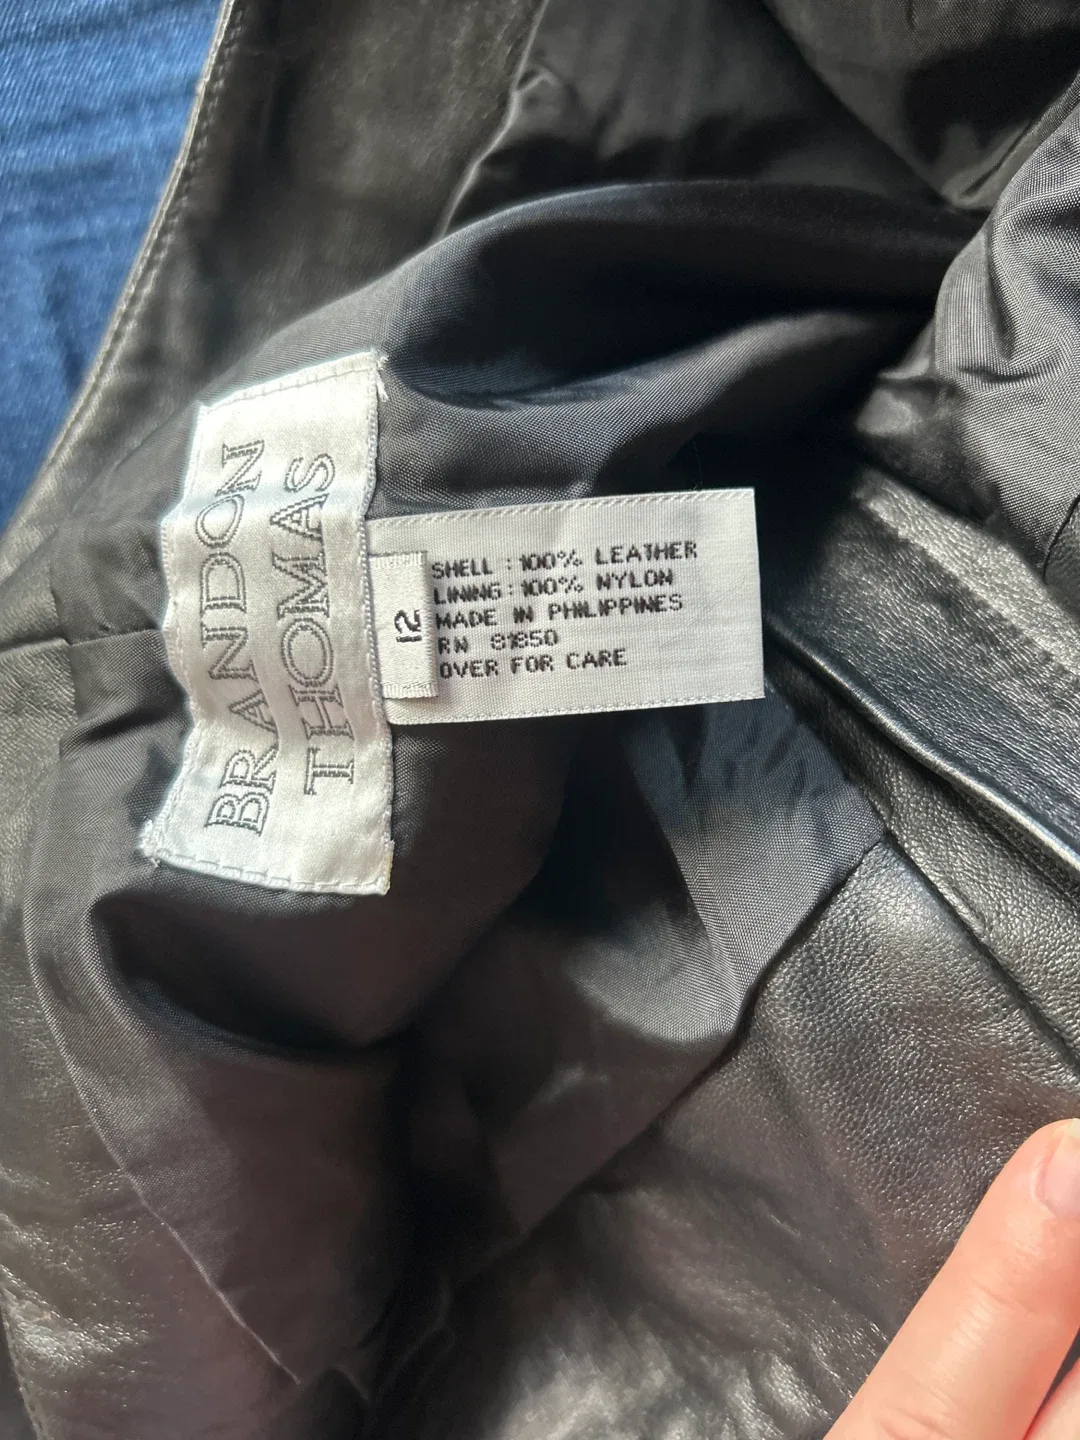 BRANDON
THOMAS
12
SHELL : 100% LEATHER
LINING : 100% NYLON
MADE IN PHILIPPINES
RN 81850
OVER FOR CARE